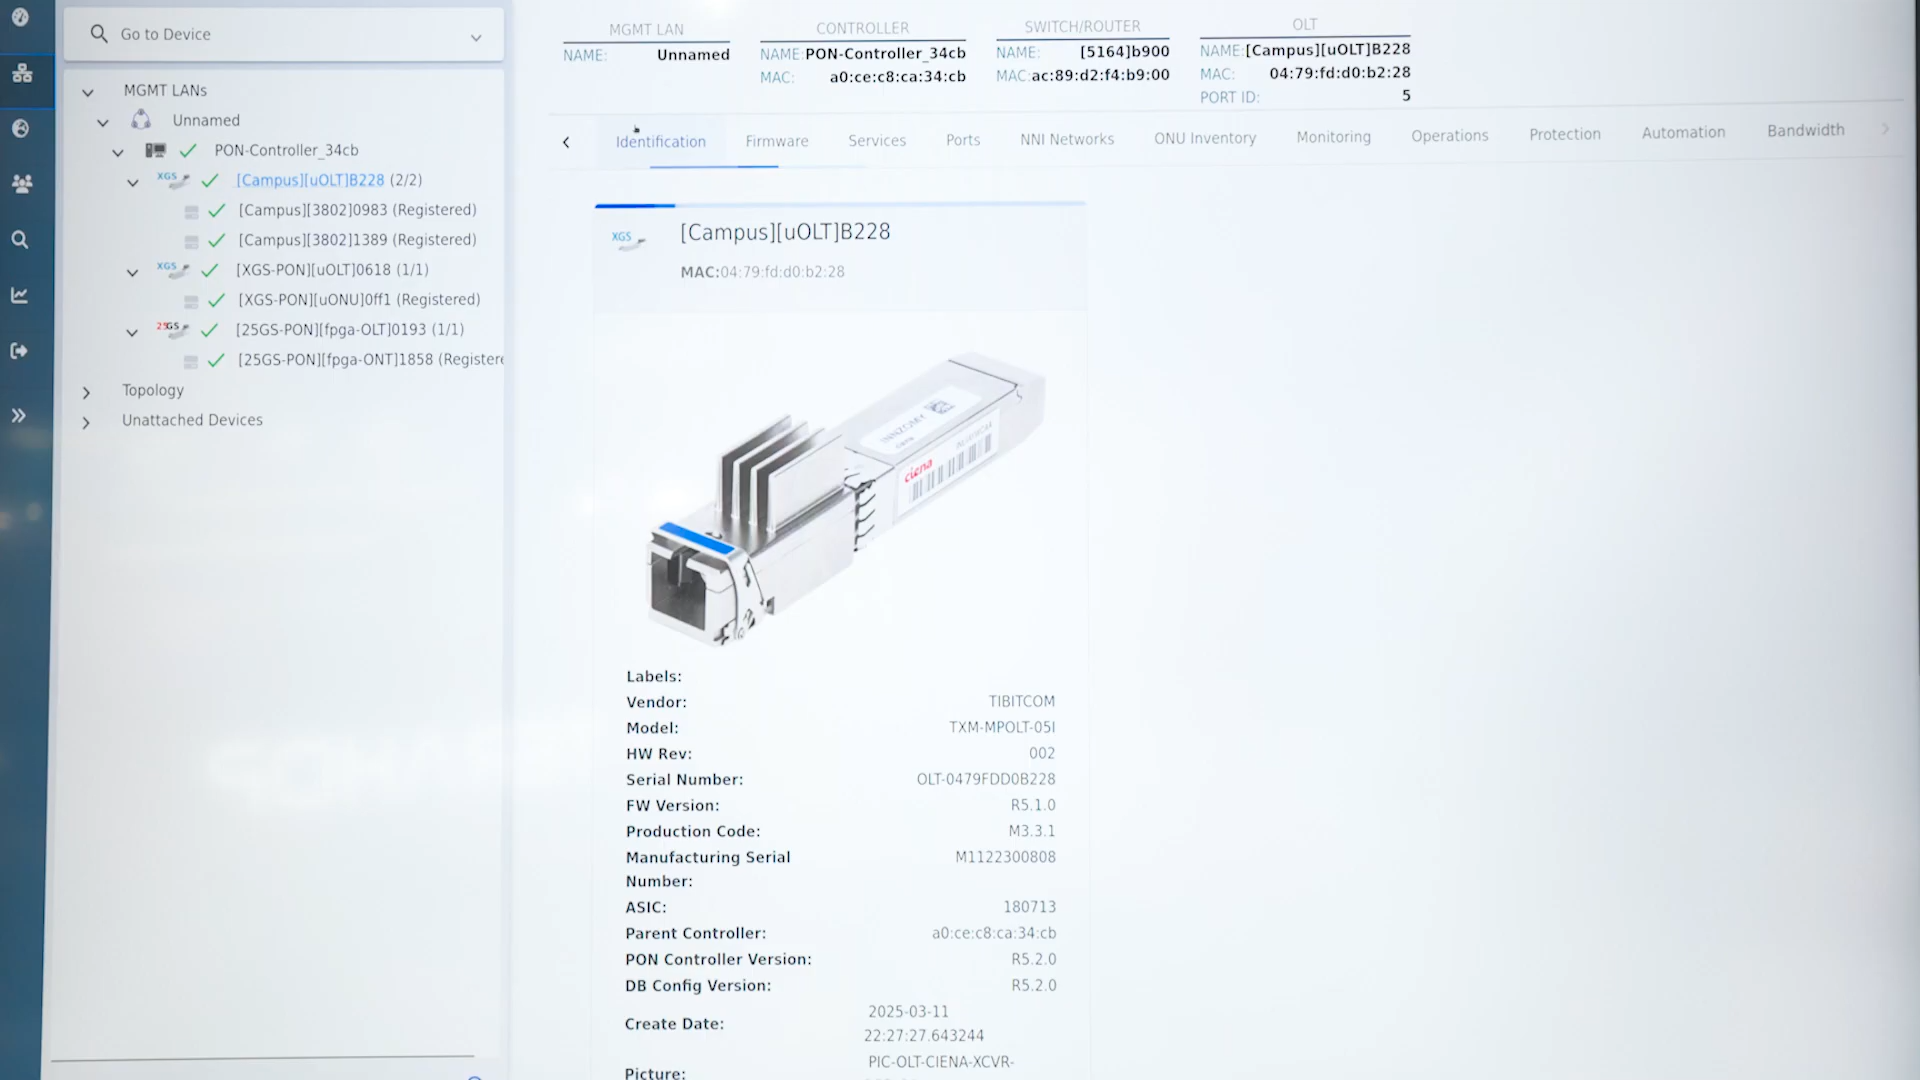 Go to Device
MGMT LANs
Unnamed
PON-Controller_34cb
XGS [Campus][uOLT]B228 (2/2)
[Campus][3802]0983 (Registered)
[Campus][3802]1389 (Registered)
XGS [XGS-PON][uOLT]0618 (1/1)
[XGS-PON][uONU]0ff1 (Registered)
25GS [25GS-PON][fpga-OLT]0193 (1/1)
[25GS-PON][fpga-ONT]1858 (Registere
Topology
Unattached Devices
MGMT LAN
NAME: Unnamed
CONTROLLER
NAME: PON-Controller_34cb
MAC: a0:ce:c8:ca:34:cb
SWITCH/ROUTER
NAME: [5164]b900
MAC: ac:89:d2:f4:b9:00
OLT
NAME: [Campus][uOLT]B228
MAC: 04:79:fd:d0:b2:28
PORT ID: 5
Identification Firmware Services Ports NNI Networks ONU Inventory Monitoring Operations Protection Automation Bandwidth
XGS [Campus][uOLT]B228
MAC:04:79:fd:d0:b2:28
INNZOMY
ciena
Labels:
Vendor: TIBITCOM
Model: TXM-MPOLT-05I
HW Rev: 002
Serial Number: OLT-0479FDD0B228
FW Version: R5.1.0
Production Code: M3.3.1
Manufacturing Serial Number: M1122300808
ASIC: 180713
Parent Controller: a0:ce:c8:ca:34:cb
PON Controller Version: R5.2.0
DB Config Version: R5.2.0
Create Date: 2025-03-11
22:27:27.643244
Picture: PIC-OLT-CIENA-XCVR-